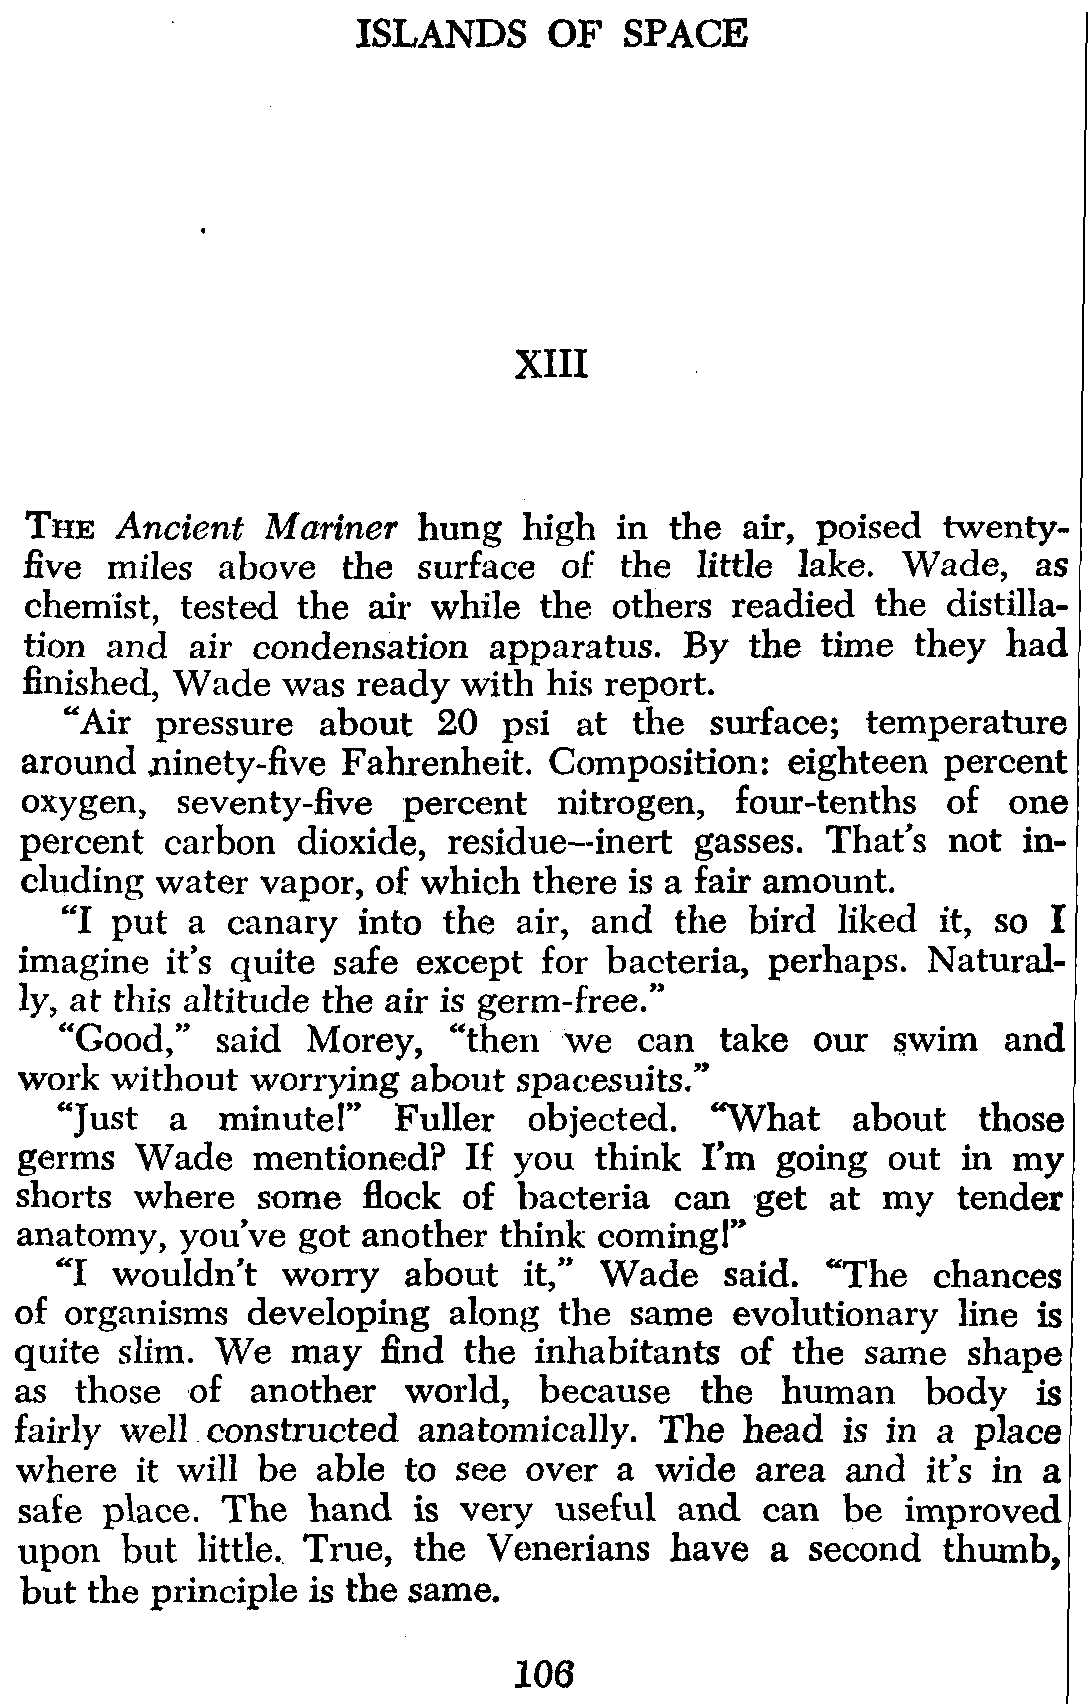 ISLANDS OF SPACE
XIII
THE Ancient Mariner hung high in the air, poised twenty-
five miles above the surface of the little lake. Wade, as
chemist, tested the air while the others readied the distilla-
tion and air condensation apparatus. By the time they had
finished, Wade was ready with his report.
“Air pressure about 20 psi at the surface; temperature
around ninety-five Fahrenheit. Composition: eighteen percent
oxygen, seventy-five percent nitrogen, four-tenths of one
percent carbon dioxide, residue—inert gasses. That's not in-
cluding water vapor, of which there is a fair amount.
“I put a canary into the air, and the bird liked it, so I
imagine it's quite safe except for bacteria, perhaps. Natural-
ly, at this altitude the air is germ-free.”
“Good,” said Morey, “then we can take our swim and
work without worrying about spacesuits.”
“Just a minute!” Fuller objected. “What about those
germs Wade mentioned? If you think I'm going out in my
shorts where some flock of bacteria can get at my tender
anatomy, you've got another think coming!”
“I wouldn't worry about it,” Wade said. “The chances
of organisms developing along the same evolutionary line is
quite slim. We may find the inhabitants of the same shape
as those of another world, because the human body is
fairly well constructed anatomically. The head is in a place
where it will be able to see over a wide area and it's in a
safe place. The hand is very useful and can be improved
upon but little. True, the Venerians have a second thumb,
but the principle is the same.
106